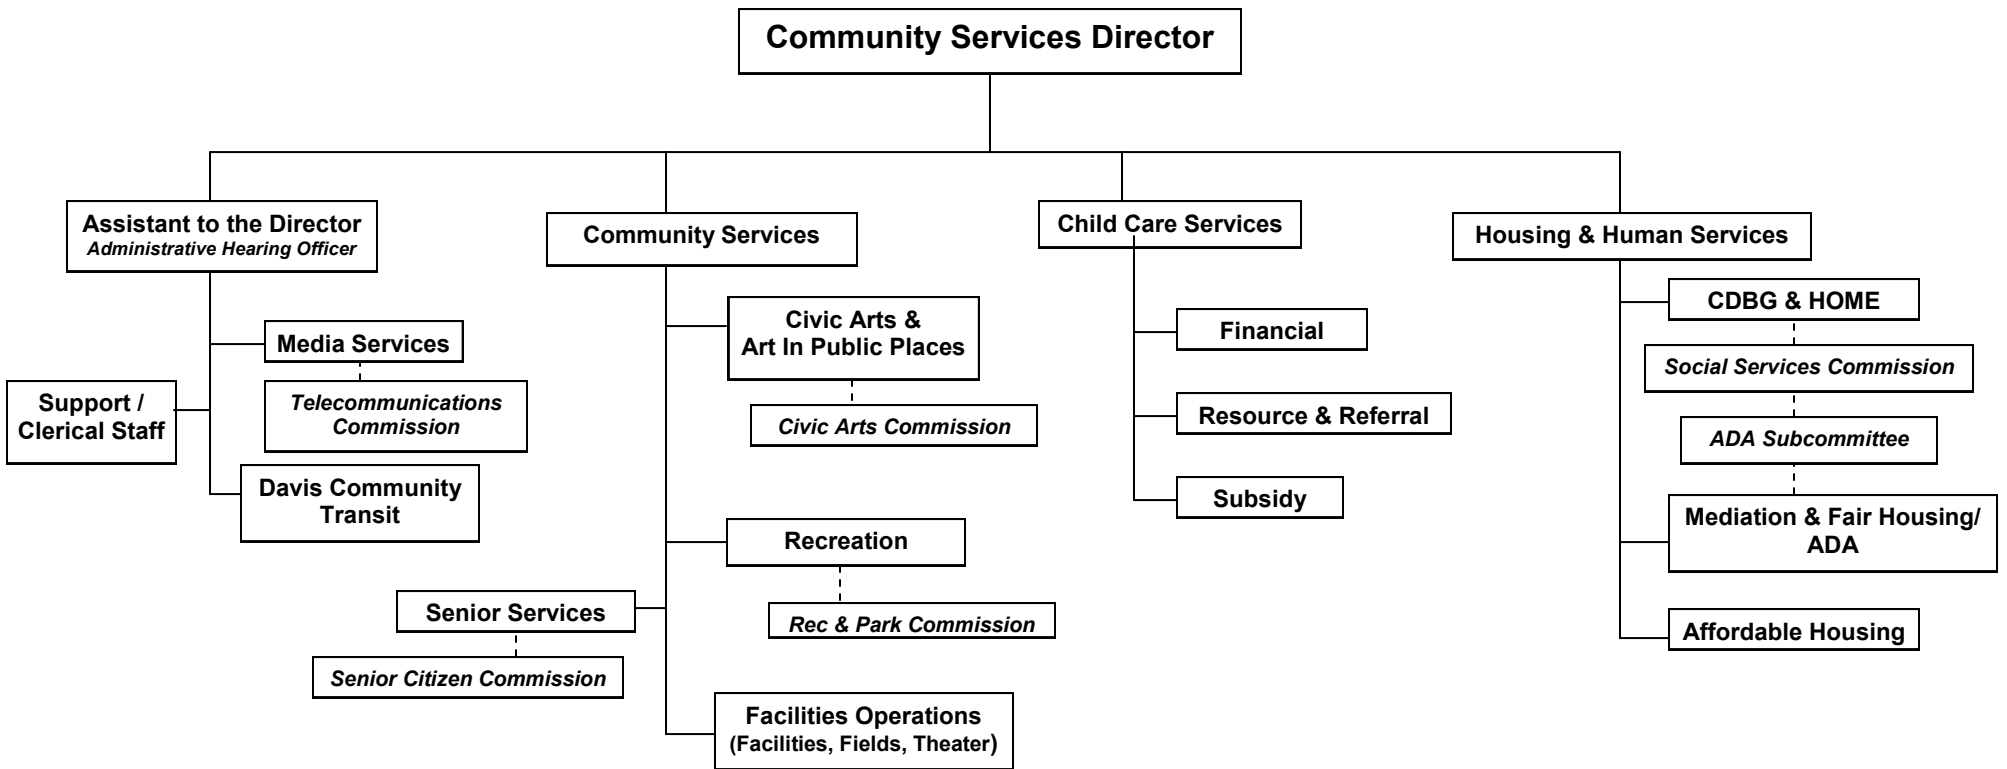 Community Services Director
Assistant to the Director
Administrative Hearing Officer
Media Services
Telecommunications
Commission
Support /
Clerical Staff
Davis Community
Transit
Community Services
Civic Arts &
Art In Public Places
Civic Arts Commission
Recreation
Rec & Park Commission
Senior Services
Senior Citizen Commission
Facilities Operations
(Facilities, Fields, Theater)
Child Care Services
Financial
Resource & Referral
Subsidy
Housing & Human Services
CDBG & HOME
Social Services Commission
ADA Subcommittee
Mediation & Fair Housing/
ADA
Affordable Housing